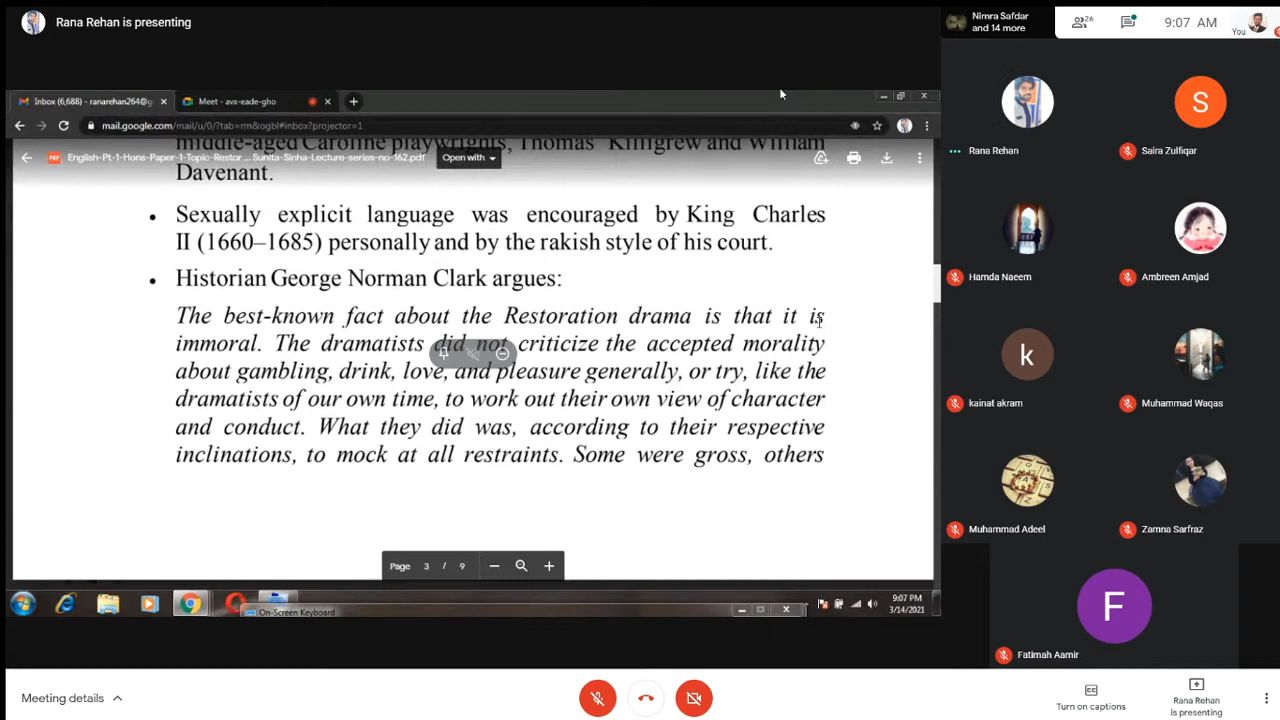 Rana Rehan is presenting
Nimra Safdar
and 14 more
26
9:07 AM
You
Inbox (6,688) - ranarehan264@g
Meet - avx-eade-gho
mail.google.com/mail/u/0/?tab=rm&ogbl#inbox?projector=1
middle-aged Caroline playwrights, Thomas Killigrew and William
English-Pt-1-Hons-Paper-1-Topic-Restor ... Sunita-Sinha-Lecture-series-no-162.pdf
Open with
Davenant.
• Sexually explicit language was encouraged by King Charles
II (1660–1685) personally and by the rakish style of his court.
• Historian George Norman Clark argues:
The best-known fact about the Restoration drama is that it is
immoral. The dramatists did not criticize the accepted morality
about gambling, drink, love, and pleasure generally, or try, like the
dramatists of our own time, to work out their own view of character
and conduct. What they did was, according to their respective
inclinations, to mock at all restraints. Some were gross, others
Page 3 / 9
On-Screen Keyboard
9:07 PM
3/14/2021
Rana Rehan
S
Saira Zulfiqar
Hamda Naeem
Ambreen Amjad
k
kainat akram
Muhammad Waqas
Muhammad Adeel
Zamna Sarfraz
F
Fatimah Aamir
Meeting details
CC
Turn on captions
Rana Rehan
is presenting